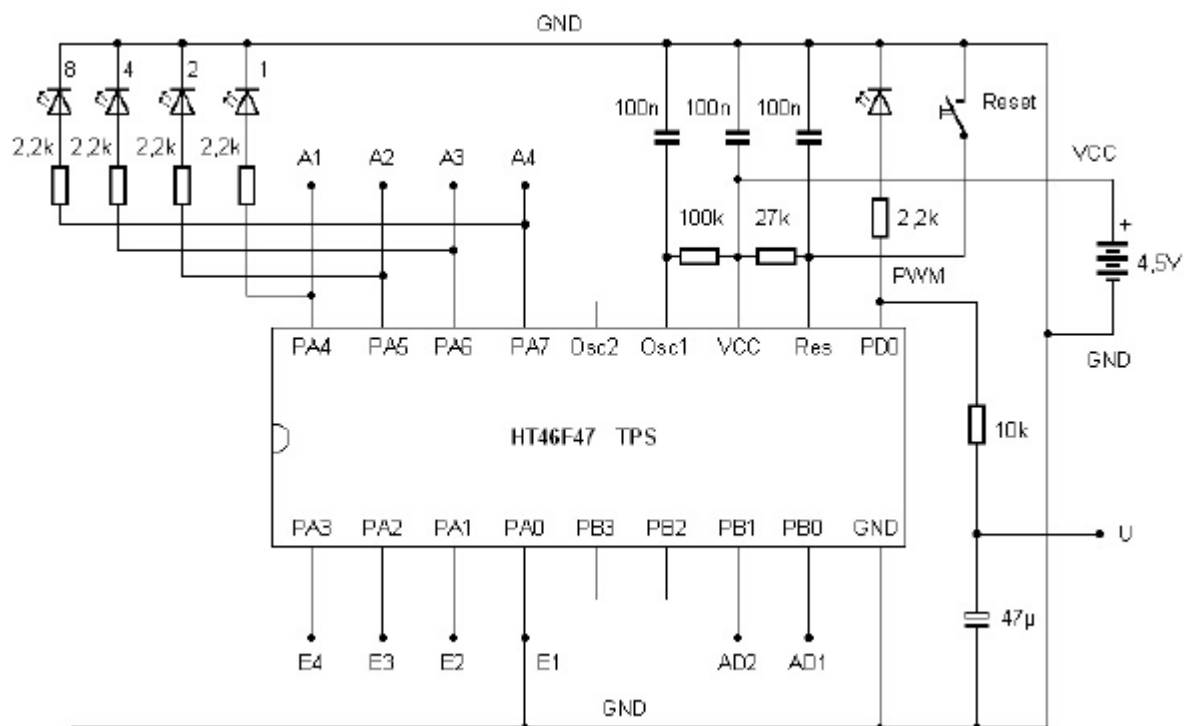 GND
8 4 2 1
100n 100n 100n
Reset
2,2k 2,2k 2,2k 2,2k
A1 A2 A3 A4
VCC
100k 27k 2,2k
+
4,5V
PWM
PA4 PA5 PA6 PA7 Osc2 Osc1 VCC Res PD0
GND
HT46F47 TPS
10k
PA3 PA2 PA1 PA0 PB3 PB2 PB1 PB0 GND
U
47µ
E4 E3 E2 E1 AD2 AD1
GND